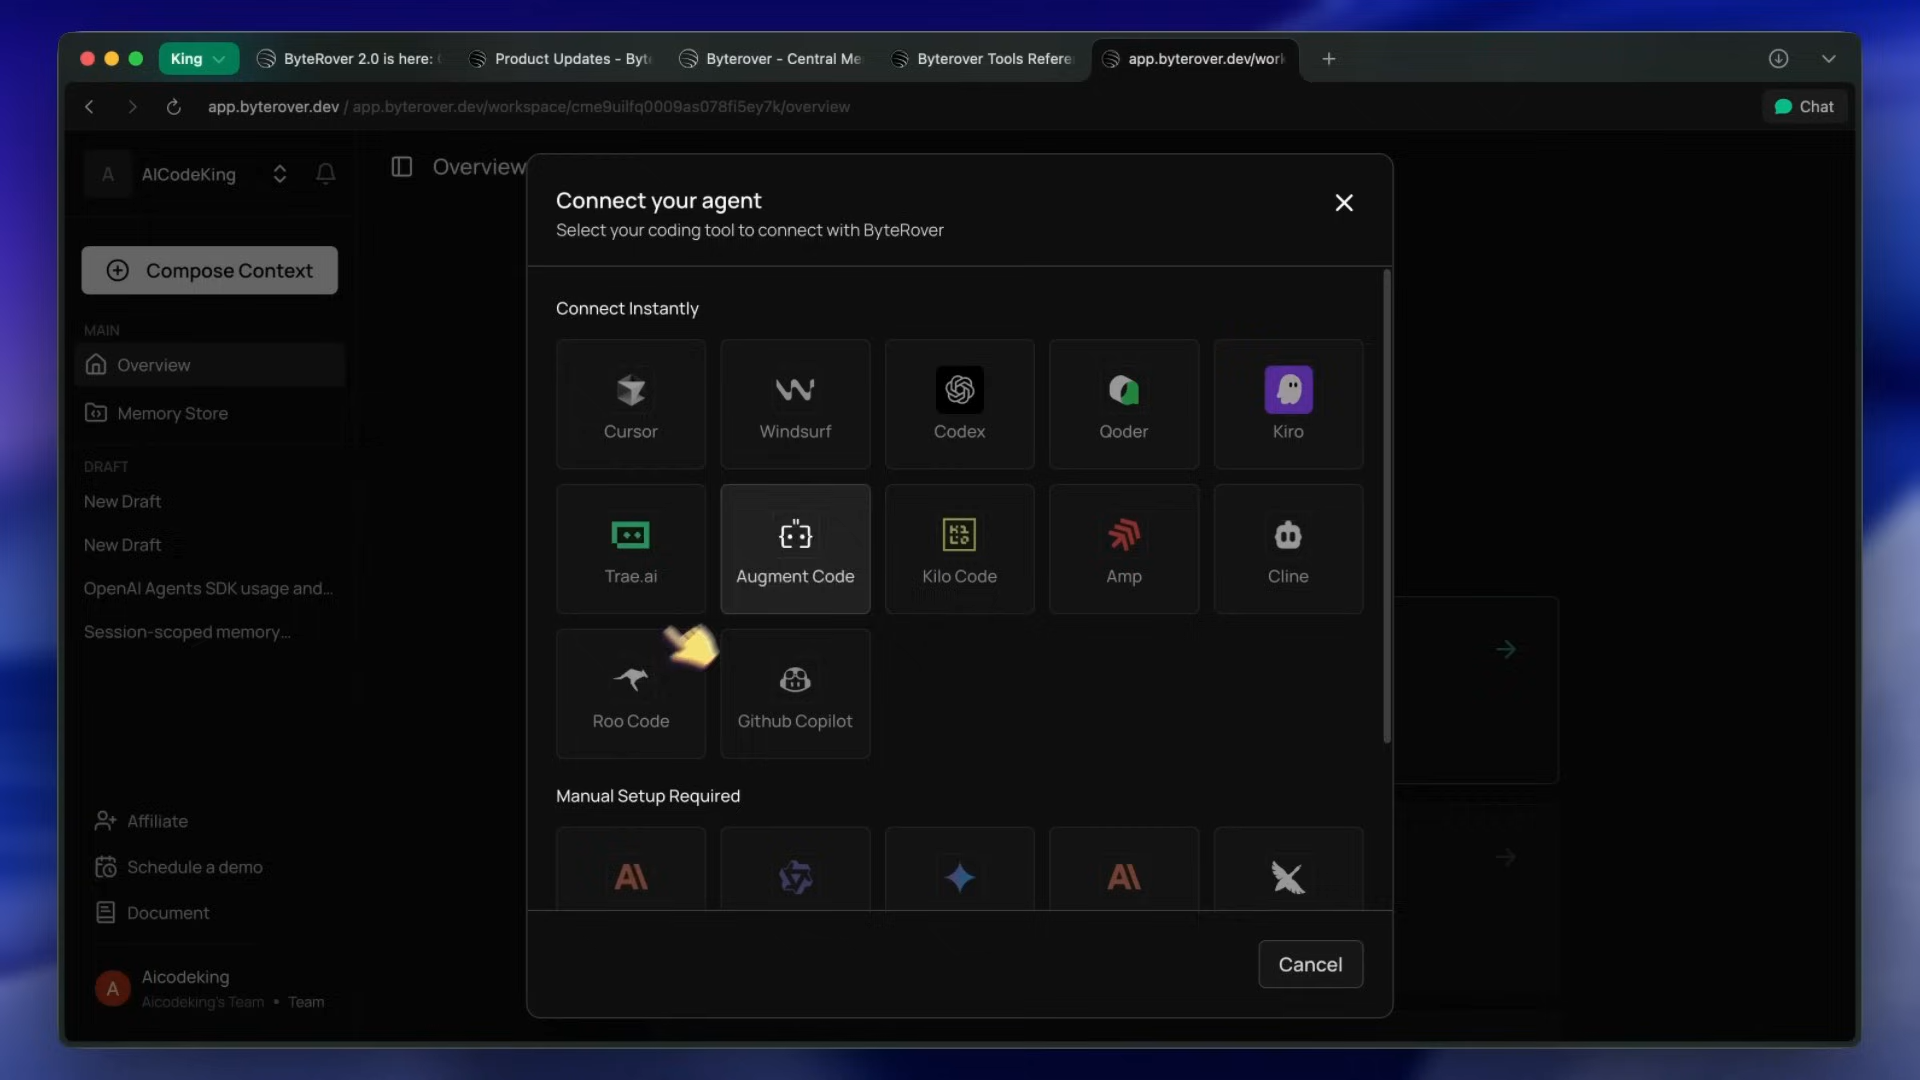 King
ByteRover 2.0 is here:
Product Updates - Byt
Byterover - Central Me
Byterover Tools Refere
app.byterover.dev/work
app.byterover.dev / app.byterover.dev/workspace/cme9uilfq0009as078fi5ey7k/overview
Chat
A
AICodeKing
Overview
Compose Context
MAIN
Overview
Memory Store
DRAFT
New Draft
New Draft
OpenAI Agents SDK usage and...
Session-scoped memory...
Affiliate
Schedule a demo
Document
A
Aicodeking
Aicodeking's Team • Team
Connect your agent
Select your coding tool to connect with ByteRover
Connect Instantly
Cursor
Windsurf
Codex
Qoder
Kiro
Trae.ai
Augment Code
Kilo Code
Amp
Cline
Roo Code
Github Copilot
Manual Setup Required
Cancel